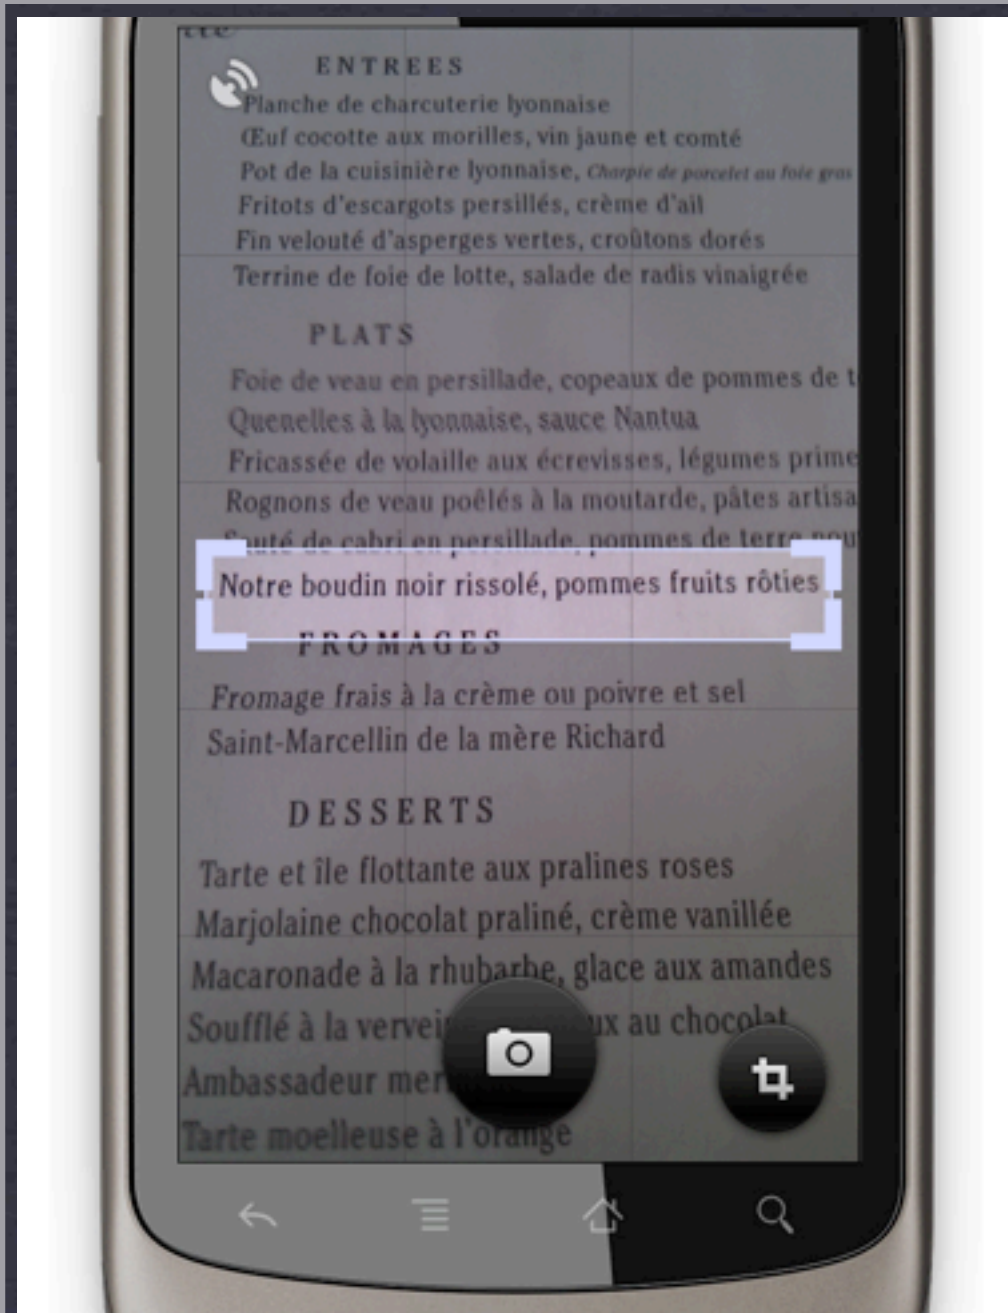 ENTREES
Planche de charcuterie lyonnaise
Œuf cocotte aux morilles, vin jaune et comté
Pot de la cuisinière lyonnaise, Charpie de porcelet au foie gras
Fritots d'escargots persillés, crème d'ail
Fin velouté d'asperges vertes, croûtons dorés
Terrine de foie de lotte, salade de radis vinaigrée
PLATS
Foie de veau en persillade, copeaux de pommes de t
Quenelles à la lyonnaise, sauce Nantua
Fricassée de volaille aux écrevisses, légumes prime
Rognons de veau poêlés à la moutarde, pâtes artisa
Sauté de cabri en persillade, pommes de terre nou
Notre boudin noir rissolé, pommes fruits rôties
FROMAGES
Fromage frais à la crème ou poivre et sel
Saint-Marcellin de la mère Richard
DESSERTS
Tarte et île flottante aux pralines roses
Marjolaine chocolat praliné, crème vanillée
Macaronade à la rhubarbe, glace aux amandes
Soufflé à la vervei ux au chocolat
Ambassadeur mer
Tarte moelleuse à l'orange